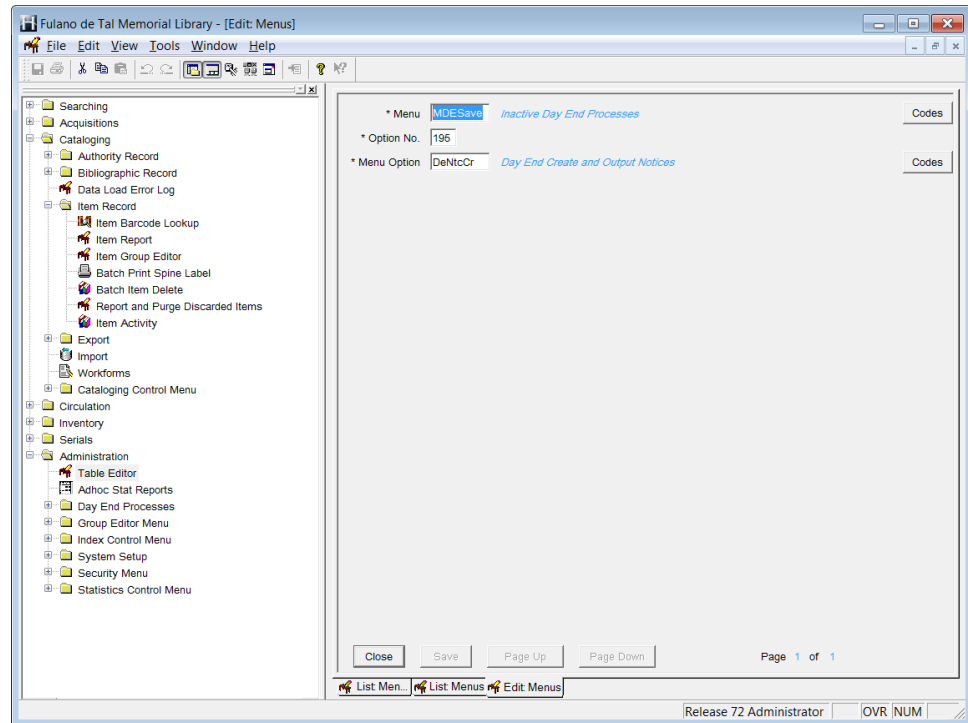 Fulano de Tal Memorial Library - [Edit: Menus]
File Edit View Tools Window Help
Searching
Acquisitions
Cataloging
Authority Record
Bibliographic Record
Data Load Error Log
Item Record
Item Barcode Lookup
Item Report
Item Group Editor
Batch Print Spine Label
Batch Item Delete
Report and Purge Discarded Items
Item Activity
Export
Import
Workforms
Cataloging Control Menu
Circulation
Inventory
Serials
Administration
Table Editor
Adhoc Stat Reports
Day End Processes
Group Editor Menu
Index Control Menu
System Setup
Security Menu
Statistics Control Menu
* Menu MDESave Inactive Day End Processes Codes
* Option No. 195
* Menu Option DeNtcCr Day End Create and Output Notices Codes
Close Save Page Up Page Down Page 1 of 1
List Men... List Menus Edit Menus
Release 72 Administrator OVR NUM